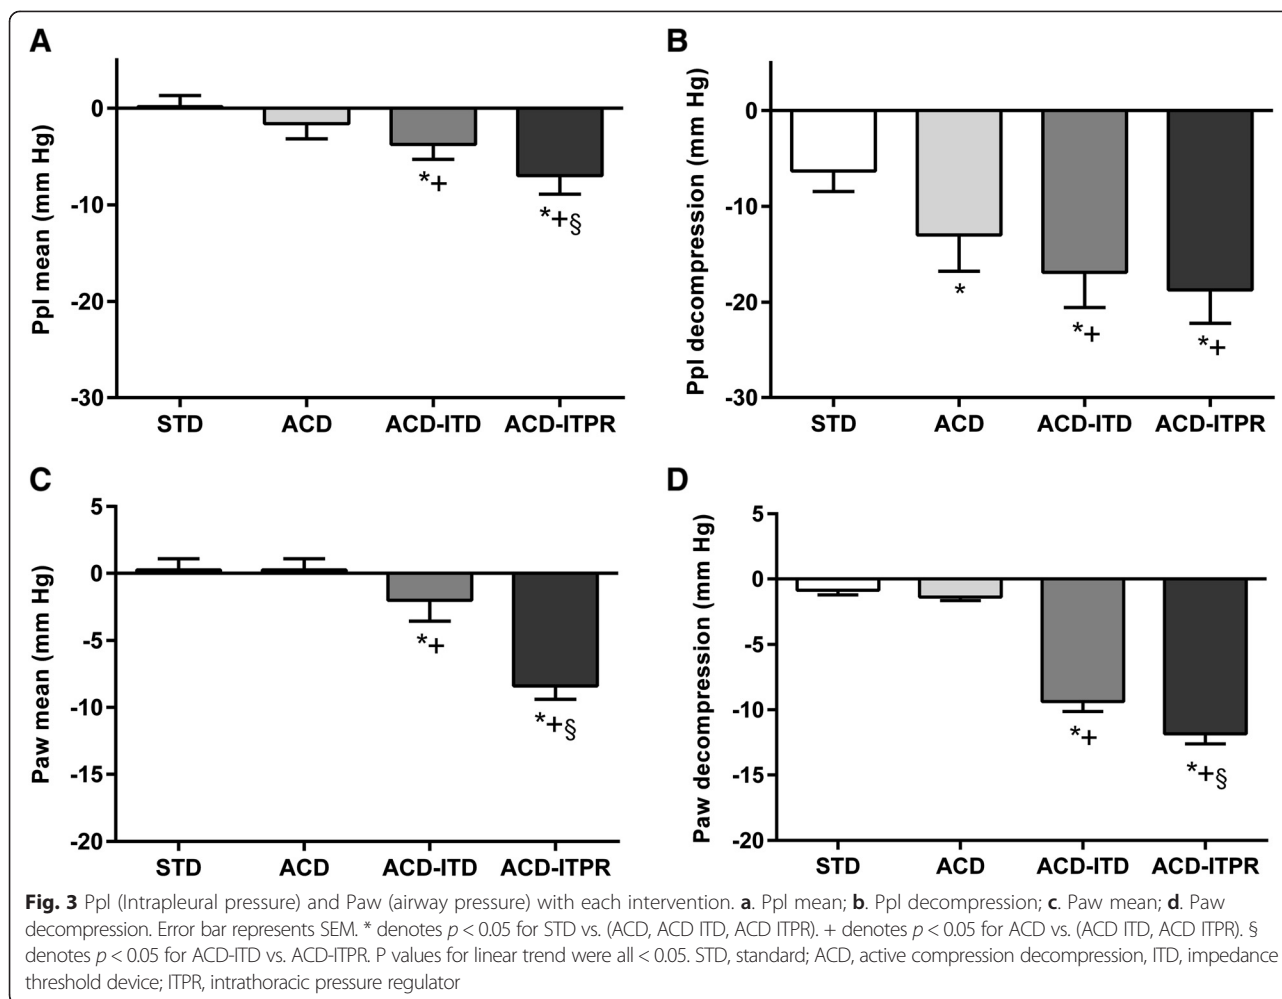 A
Ppl mean (mm Hg)
0
-10
-20
-30
*+
*+§
STD ACD ACD-ITD ACD-ITPR
B
Ppl decompression (mm Hg)
0
-10
-20
-30
*
*+
*+
STD ACD ACD-ITD ACD-ITPR
C
Paw mean (mm Hg)
5
0
-5
-10
-15
-20
*+
*+§
STD ACD ACD-ITD ACD-ITPR
D
Paw decompression (mm Hg)
5
0
-5
-10
-15
-20
*+
*+§
STD ACD ACD-ITD ACD-ITPR
Fig. 3 Ppl (Intrapleural pressure) and Paw (airway pressure) with each intervention. a. Ppl mean; b. Ppl decompression; c. Paw mean; d. Paw
decompression. Error bar represents SEM. * denotes p < 0.05 for STD vs. (ACD, ACD ITD, ACD ITPR). + denotes p < 0.05 for ACD vs. (ACD ITD, ACD ITPR). §
denotes p < 0.05 for ACD-ITD vs. ACD-ITPR. P values for linear trend were all < 0.05. STD, standard; ACD, active compression decompression, ITD, impedance
threshold device; ITPR, intrathoracic pressure regulator